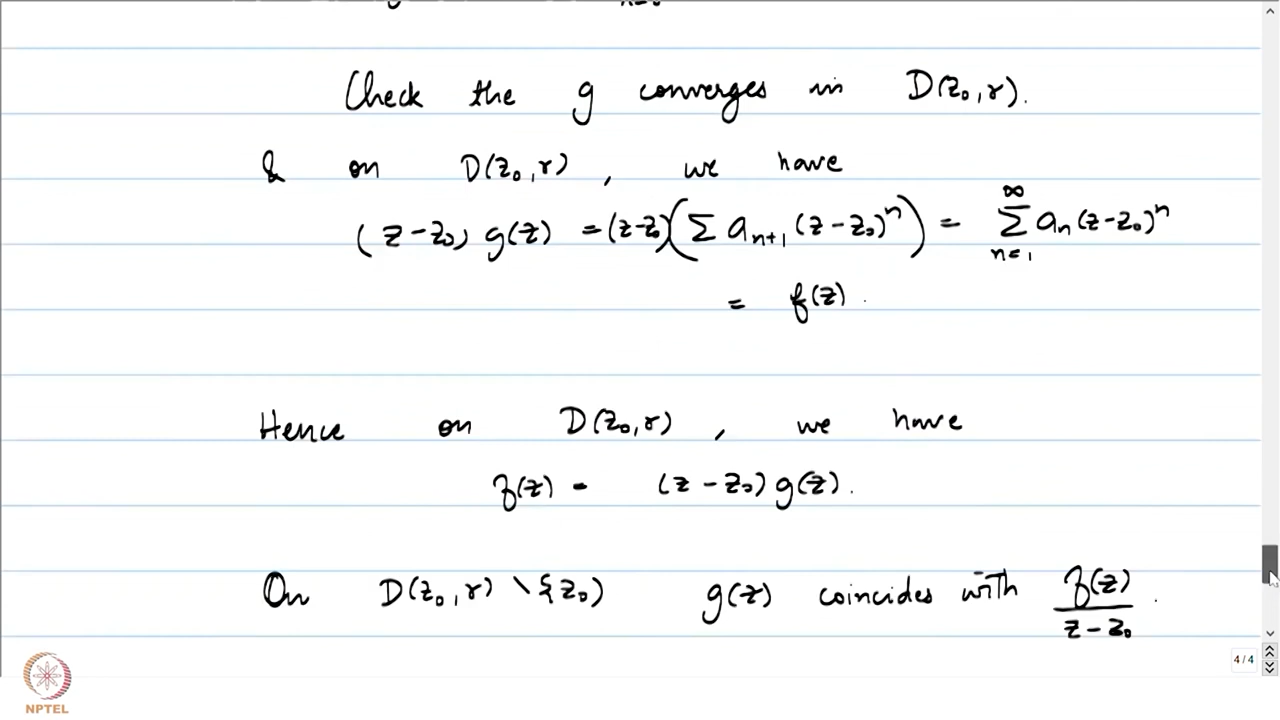 Check the g converges in D(z₀, r).
& on D(z₀, r) , we have
(z - z₀) g(z) = (z-z₀)(∑ aₙ₊₁ (z - z₀)ⁿ) = ∑_{n=1}^{∞} aₙ(z - z₀)ⁿ
= f(z) .
Hence on D(z₀, r) , we have
f(z) = (z - z₀) g(z).
On D(z₀, r) \ {z₀) g(z) coincides with f(z)/(z - z₀) .
4/4
NPTEL